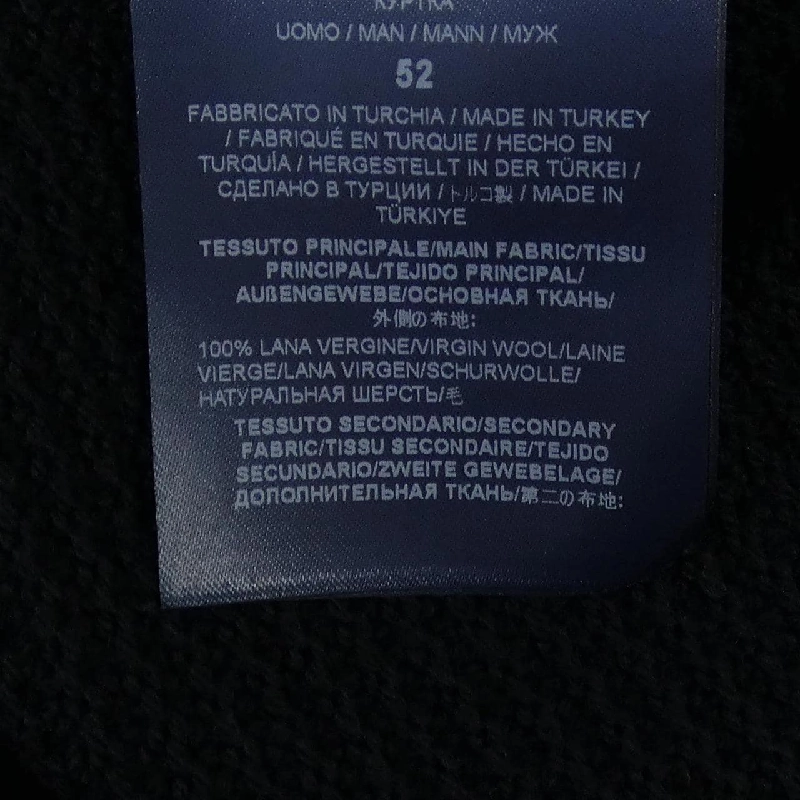 КУРТКА
UOMO / MAN / MANN / МУЖ
52
FABBRICATO IN TURCHIA / MADE IN TURKEY
/ FABRIQUÉ EN TURQUIE / HECHO EN
TURQUÍA / HERGESTELLT IN DER TÜRKEI /
СДЕЛАНО В ТУРЦИИ / トルコ製 / MADE IN
TÜRKIYE
TESSUTO PRINCIPALE/MAIN FABRIC/TISSU
PRINCIPAL/TEJIDO PRINCIPAL/
AUßENGEWEBE/ОСНОВНАЯ ТКАНЬ/
外側の布地:
100% LANA VERGINE/VIRGIN WOOL/LAINE
VIERGE/LANA VIRGEN/SCHURWOLLE/
НАТУРАЛЬНАЯ ШЕРСТЬ/毛
TESSUTO SECONDARIO/SECONDARY
FABRIC/TISSU SECONDAIRE/TEJIDO
SECUNDARIO/ZWEITE GEWEBELAGE/
ДОПОЛНИТЕЛЬНАЯ ТКАНЬ/第二の布地: